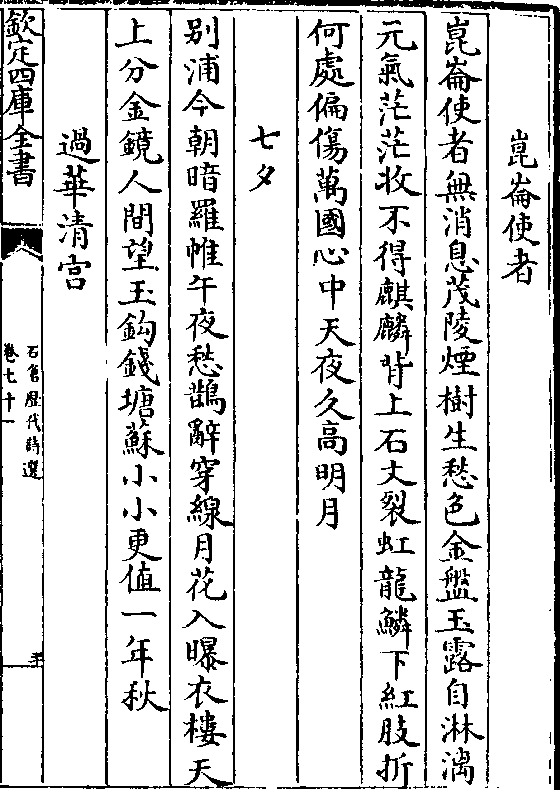 崑崙使者
崑崙使者無消息茂陵煙樹生愁色金盤玉露自淋漓
元氣茫茫收不得麒麟背上石文裂虹龍鱗下紅肢折
何處偏傷萬國心中天夜久高明月
七夕
別浦今朝暗羅帷午夜愁鵲辭穿線月花入曝衣樓天
上分金鏡人間望玉鈎錢塘蘇小小更值一年秋
過華清宫
欽定四庫全書
石倉歷代詩選
卷七十一